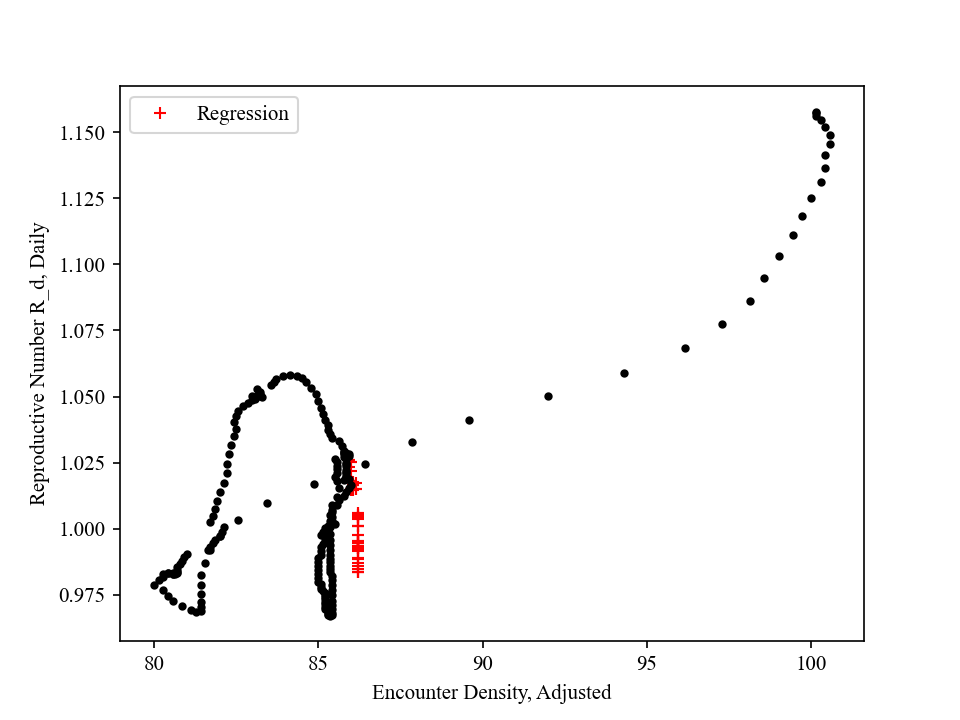 Regression
1.150
1.125
1.100
1.075
1.050
1.025
1.000
0.975
Reproductive Number R_d, Daily
80 85 90 95 100
Encounter Density, Adjusted